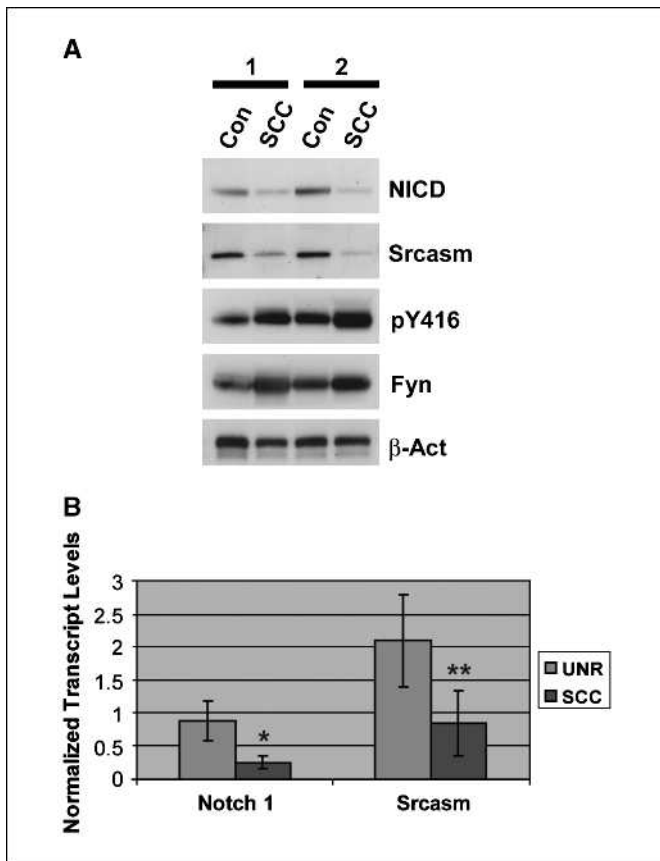 A
1 2
Con SCC Con SCC
NICD
Srcasm
pY416
Fyn
β-Act
B
Normalized Transcript Levels
3
2.5
2
1.5
1
0.5
0
*
**
Notch 1 Srcasm
UNR
SCC